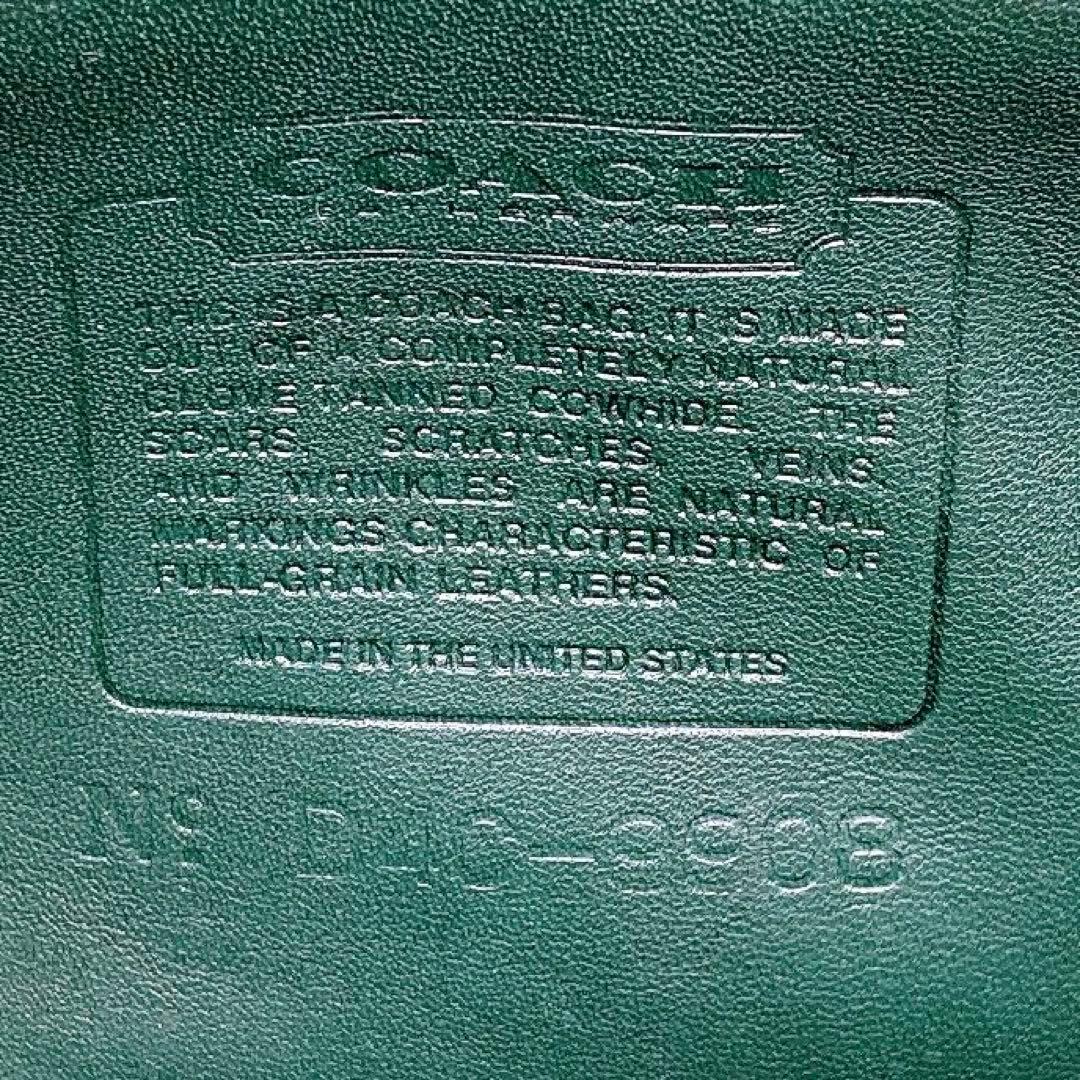 COACH
LEATHERWARE
THIS IS A COACH BAG. IT IS MADE
OUT OF A COMPLETELY NATURAL
GLOVE TANNED COWHIDE. THE
SCARS, SCRATCHES, VEINS,
AND WRINKLES ARE NATURAL
MARKINGS CHARACTERISTIC OF
FULL-GRAIN LEATHERS.
MADE IN THE UNITED STATES
Nº